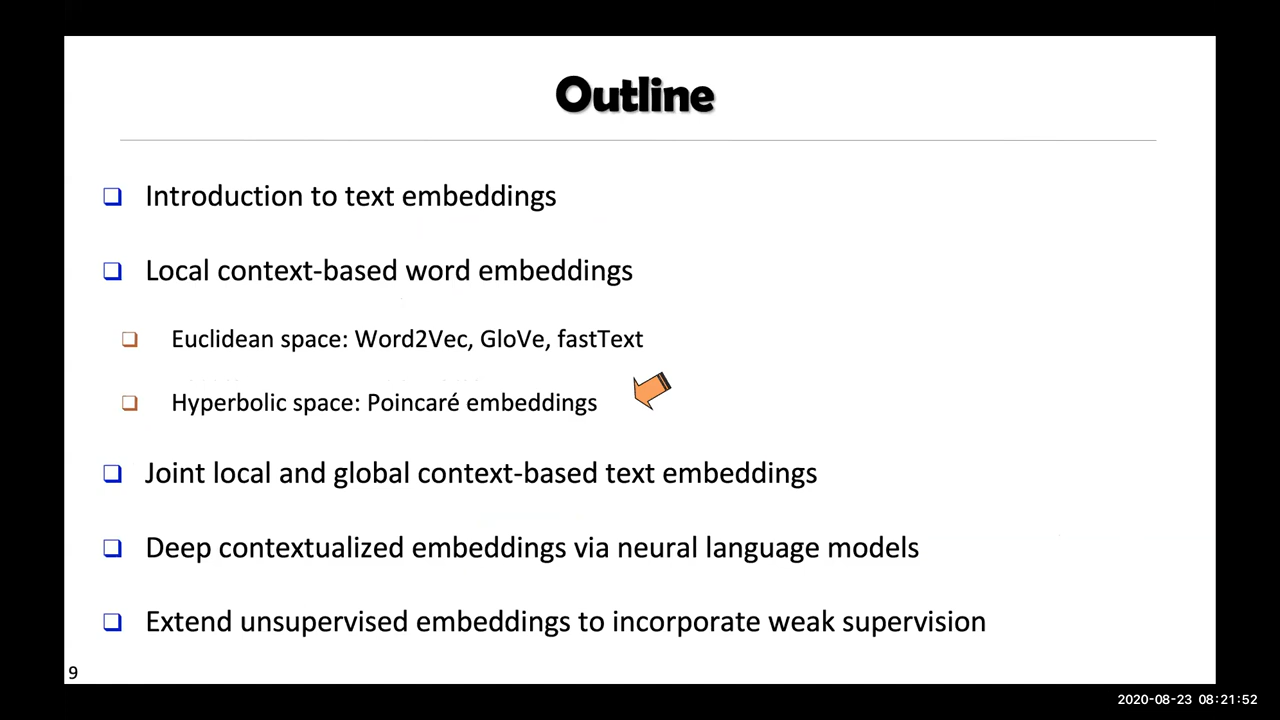 Outline
Introduction to text embeddings
Local context-based word embeddings
Euclidean space: Word2Vec, GloVe, fastText
Hyperbolic space: Poincaré embeddings
Joint local and global context-based text embeddings
Deep contextualized embeddings via neural language models
Extend unsupervised embeddings to incorporate weak supervision
9
2020-08-23 08:21:52